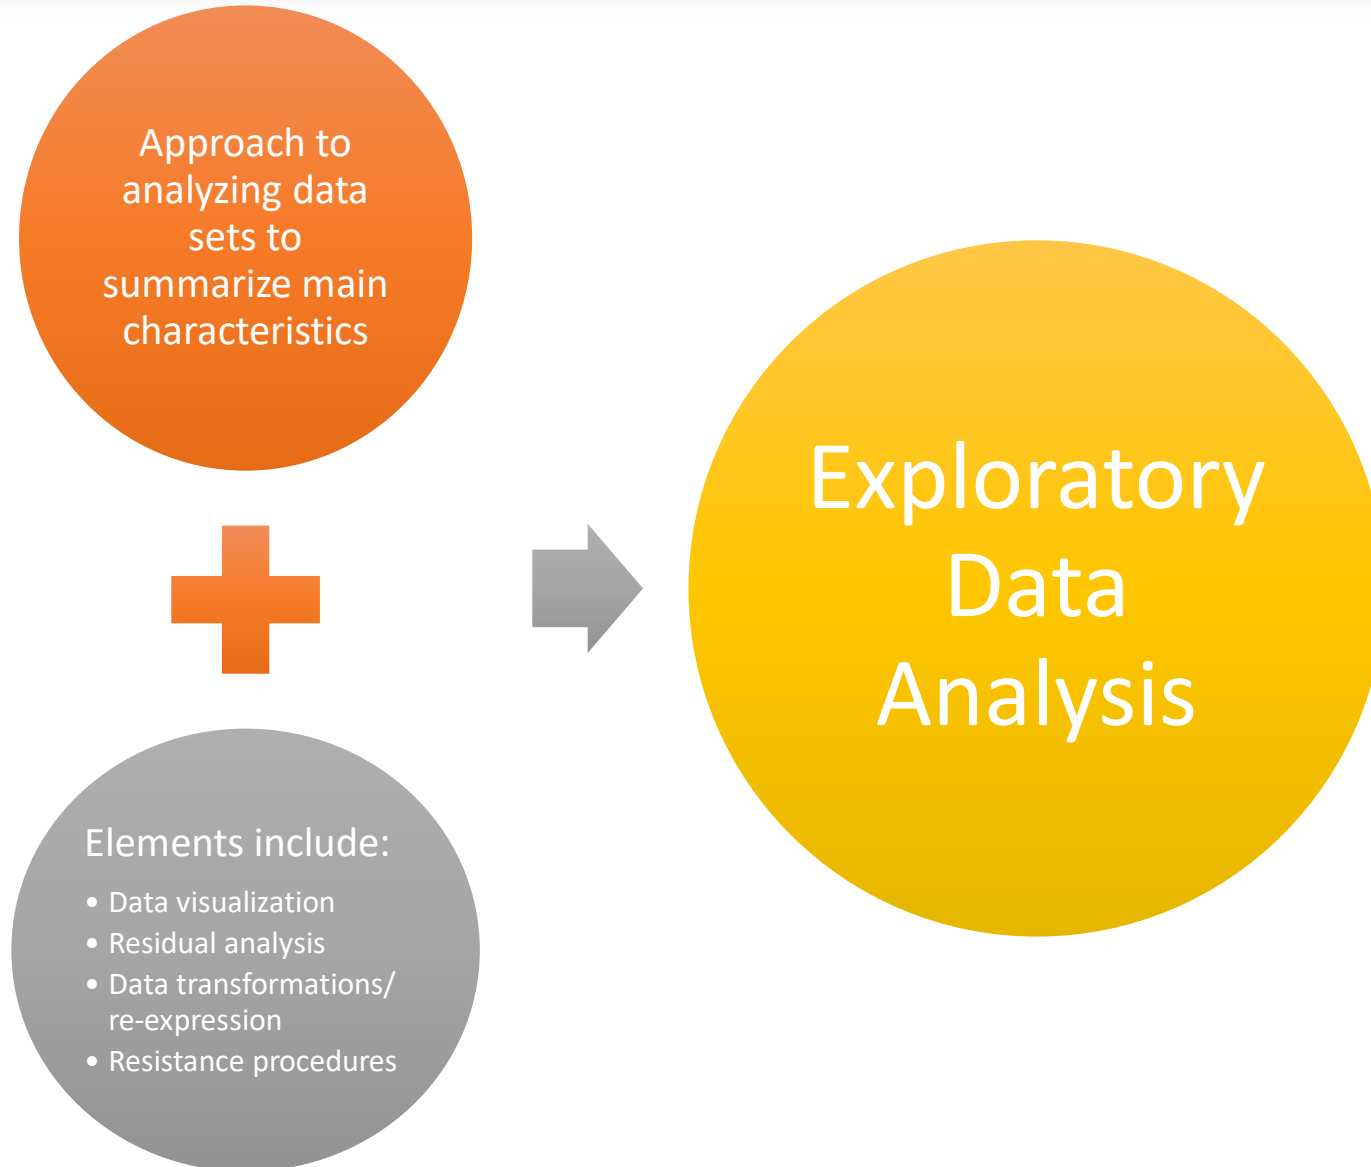 Approach to
analyzing data
sets to
summarize main
characteristics
Elements include:
• Data visualization
• Residual analysis
• Data transformations/
re-expression
• Resistance procedures
Exploratory
Data
Analysis